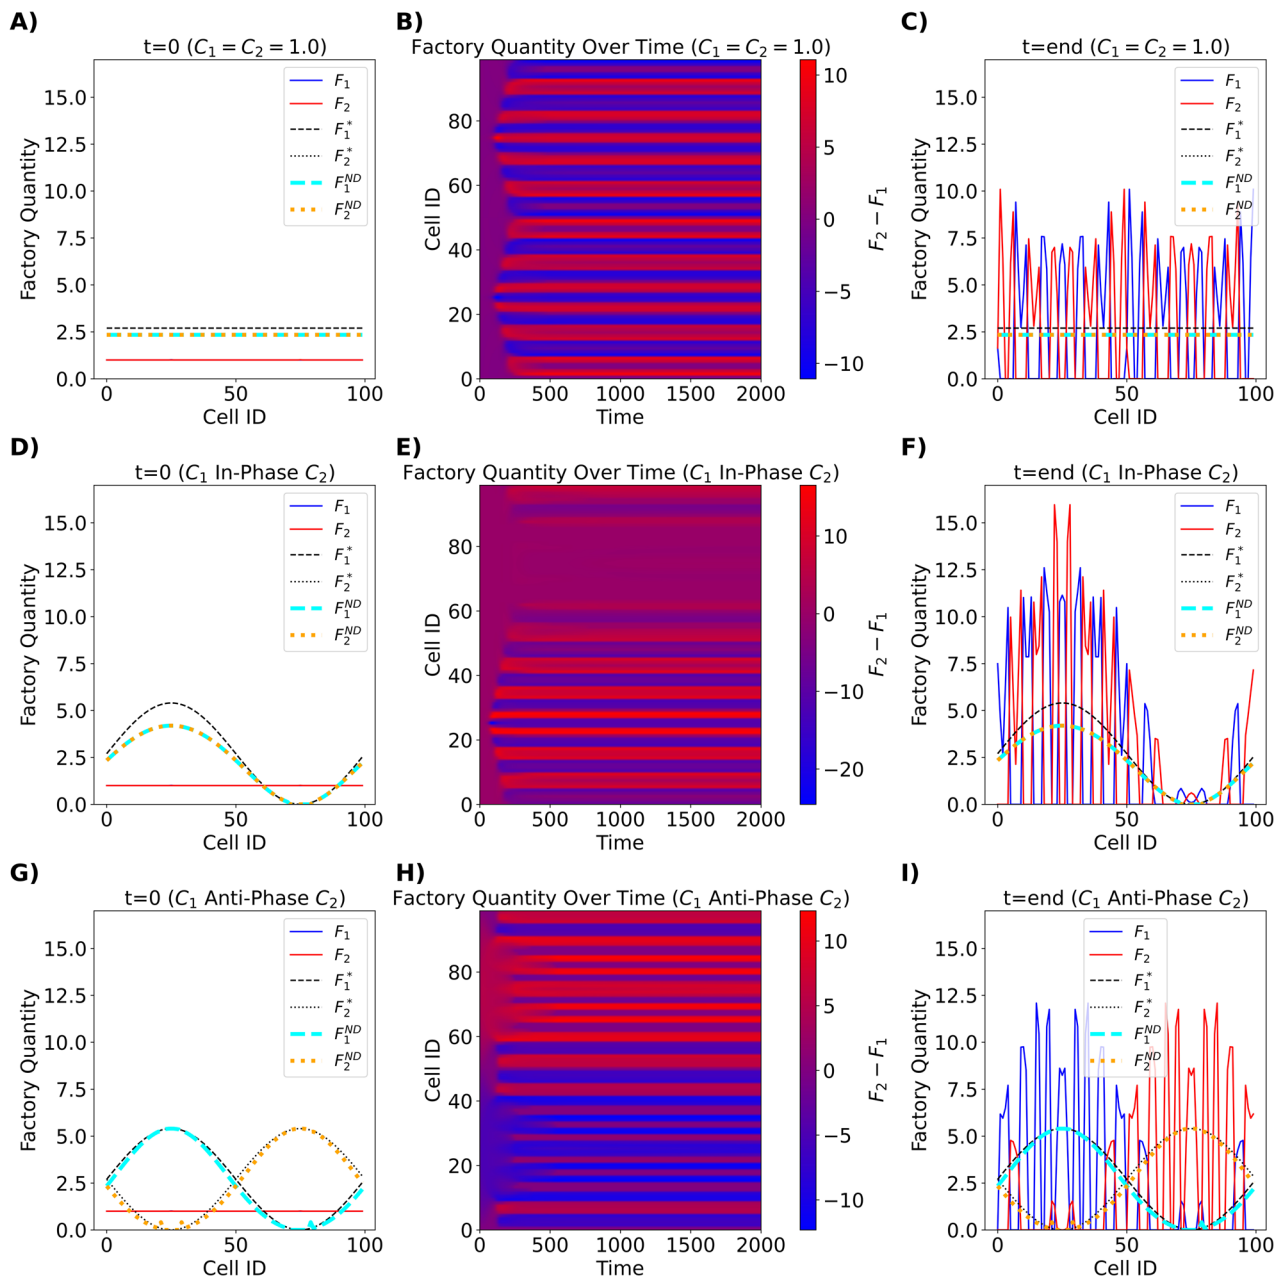 A)
t=0 (C₁ = C₂ = 1.0)
Factory Quantity
15.0
12.5
10.0
7.5
5.0
2.5
0.0
F₁
F₂
F₁*
F₂*
F₁ᴺᴰ
F₂ᴺᴰ
0 50 100
Cell ID
B)
Factory Quantity Over Time (C₁ = C₂ = 1.0)
Cell ID
80
60
40
20
0
0 500 1000 1500 2000
Time
10
5
0
−5
−10
F₂ − F₁
C)
t=end (C₁ = C₂ = 1.0)
Factory Quantity
15.0
12.5
10.0
7.5
5.0
2.5
0.0
F₁
F₂
F₁*
F₂*
F₁ᴺᴰ
F₂ᴺᴰ
0 50 100
Cell ID
D)
t=0 (C₁ In-Phase C₂)
Factory Quantity
15.0
12.5
10.0
7.5
5.0
2.5
0.0
F₁
F₂
F₁*
F₂*
F₁ᴺᴰ
F₂ᴺᴰ
0 50 100
Cell ID
E)
Factory Quantity Over Time (C₁ In-Phase C₂)
Cell ID
80
60
40
20
0
0 500 1000 1500 2000
Time
10
0
−10
−20
F₂ − F₁
F)
t=end (C₁ In-Phase C₂)
Factory Quantity
15.0
12.5
10.0
7.5
5.0
2.5
0.0
F₁
F₂
F₁*
F₂*
F₁ᴺᴰ
F₂ᴺᴰ
0 50 100
Cell ID
G)
t=0 (C₁ Anti-Phase C₂)
Factory Quantity
15.0
12.5
10.0
7.5
5.0
2.5
0.0
F₁
F₂
F₁*
F₂*
F₁ᴺᴰ
F₂ᴺᴰ
0 50 100
Cell ID
H)
Factory Quantity Over Time (C₁ Anti-Phase C₂)
Cell ID
80
60
40
20
0
0 500 1000 1500 2000
Time
10
5
0
−5
−10
F₂ − F₁
I)
t=end (C₁ Anti-Phase C₂)
Factory Quantity
15.0
12.5
10.0
7.5
5.0
2.5
0.0
F₁
F₂
F₁*
F₂*
F₁ᴺᴰ
F₂ᴺᴰ
0 50 100
Cell ID